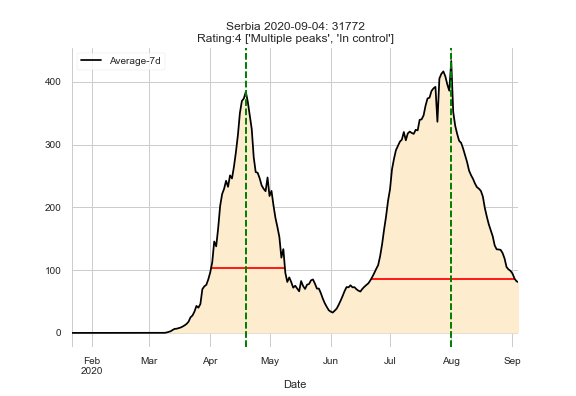 Serbia 2020-09-04: 31772
Rating:4 ['Multiple peaks', 'In control']
Average-7d
400
300
200
100
0
Feb
2020
Mar
Apr
May
Jun
Jul
Aug
Sep
Date